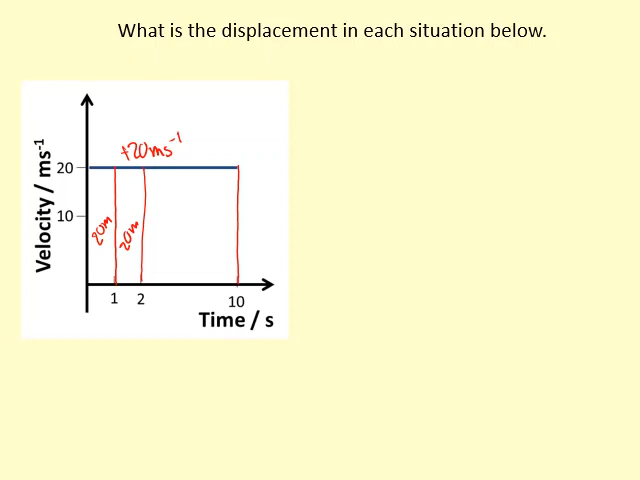 What is the displacement in each situation below.
+20ms⁻¹
Velocity / ms⁻¹
20
10
20m
20m
1
2
10
Time / s